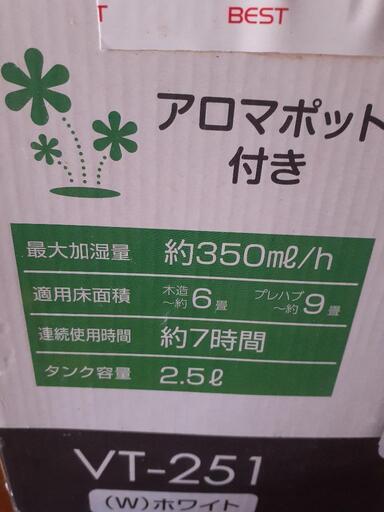 T BEST
アロマポット
付き
最大加湿量 約350mℓ/h
適用床面積 木造～約6畳 プレハブ～約9畳
連続使用時間 約7時間
タンク容量 2.5ℓ
VT-251
(W)ホワイト